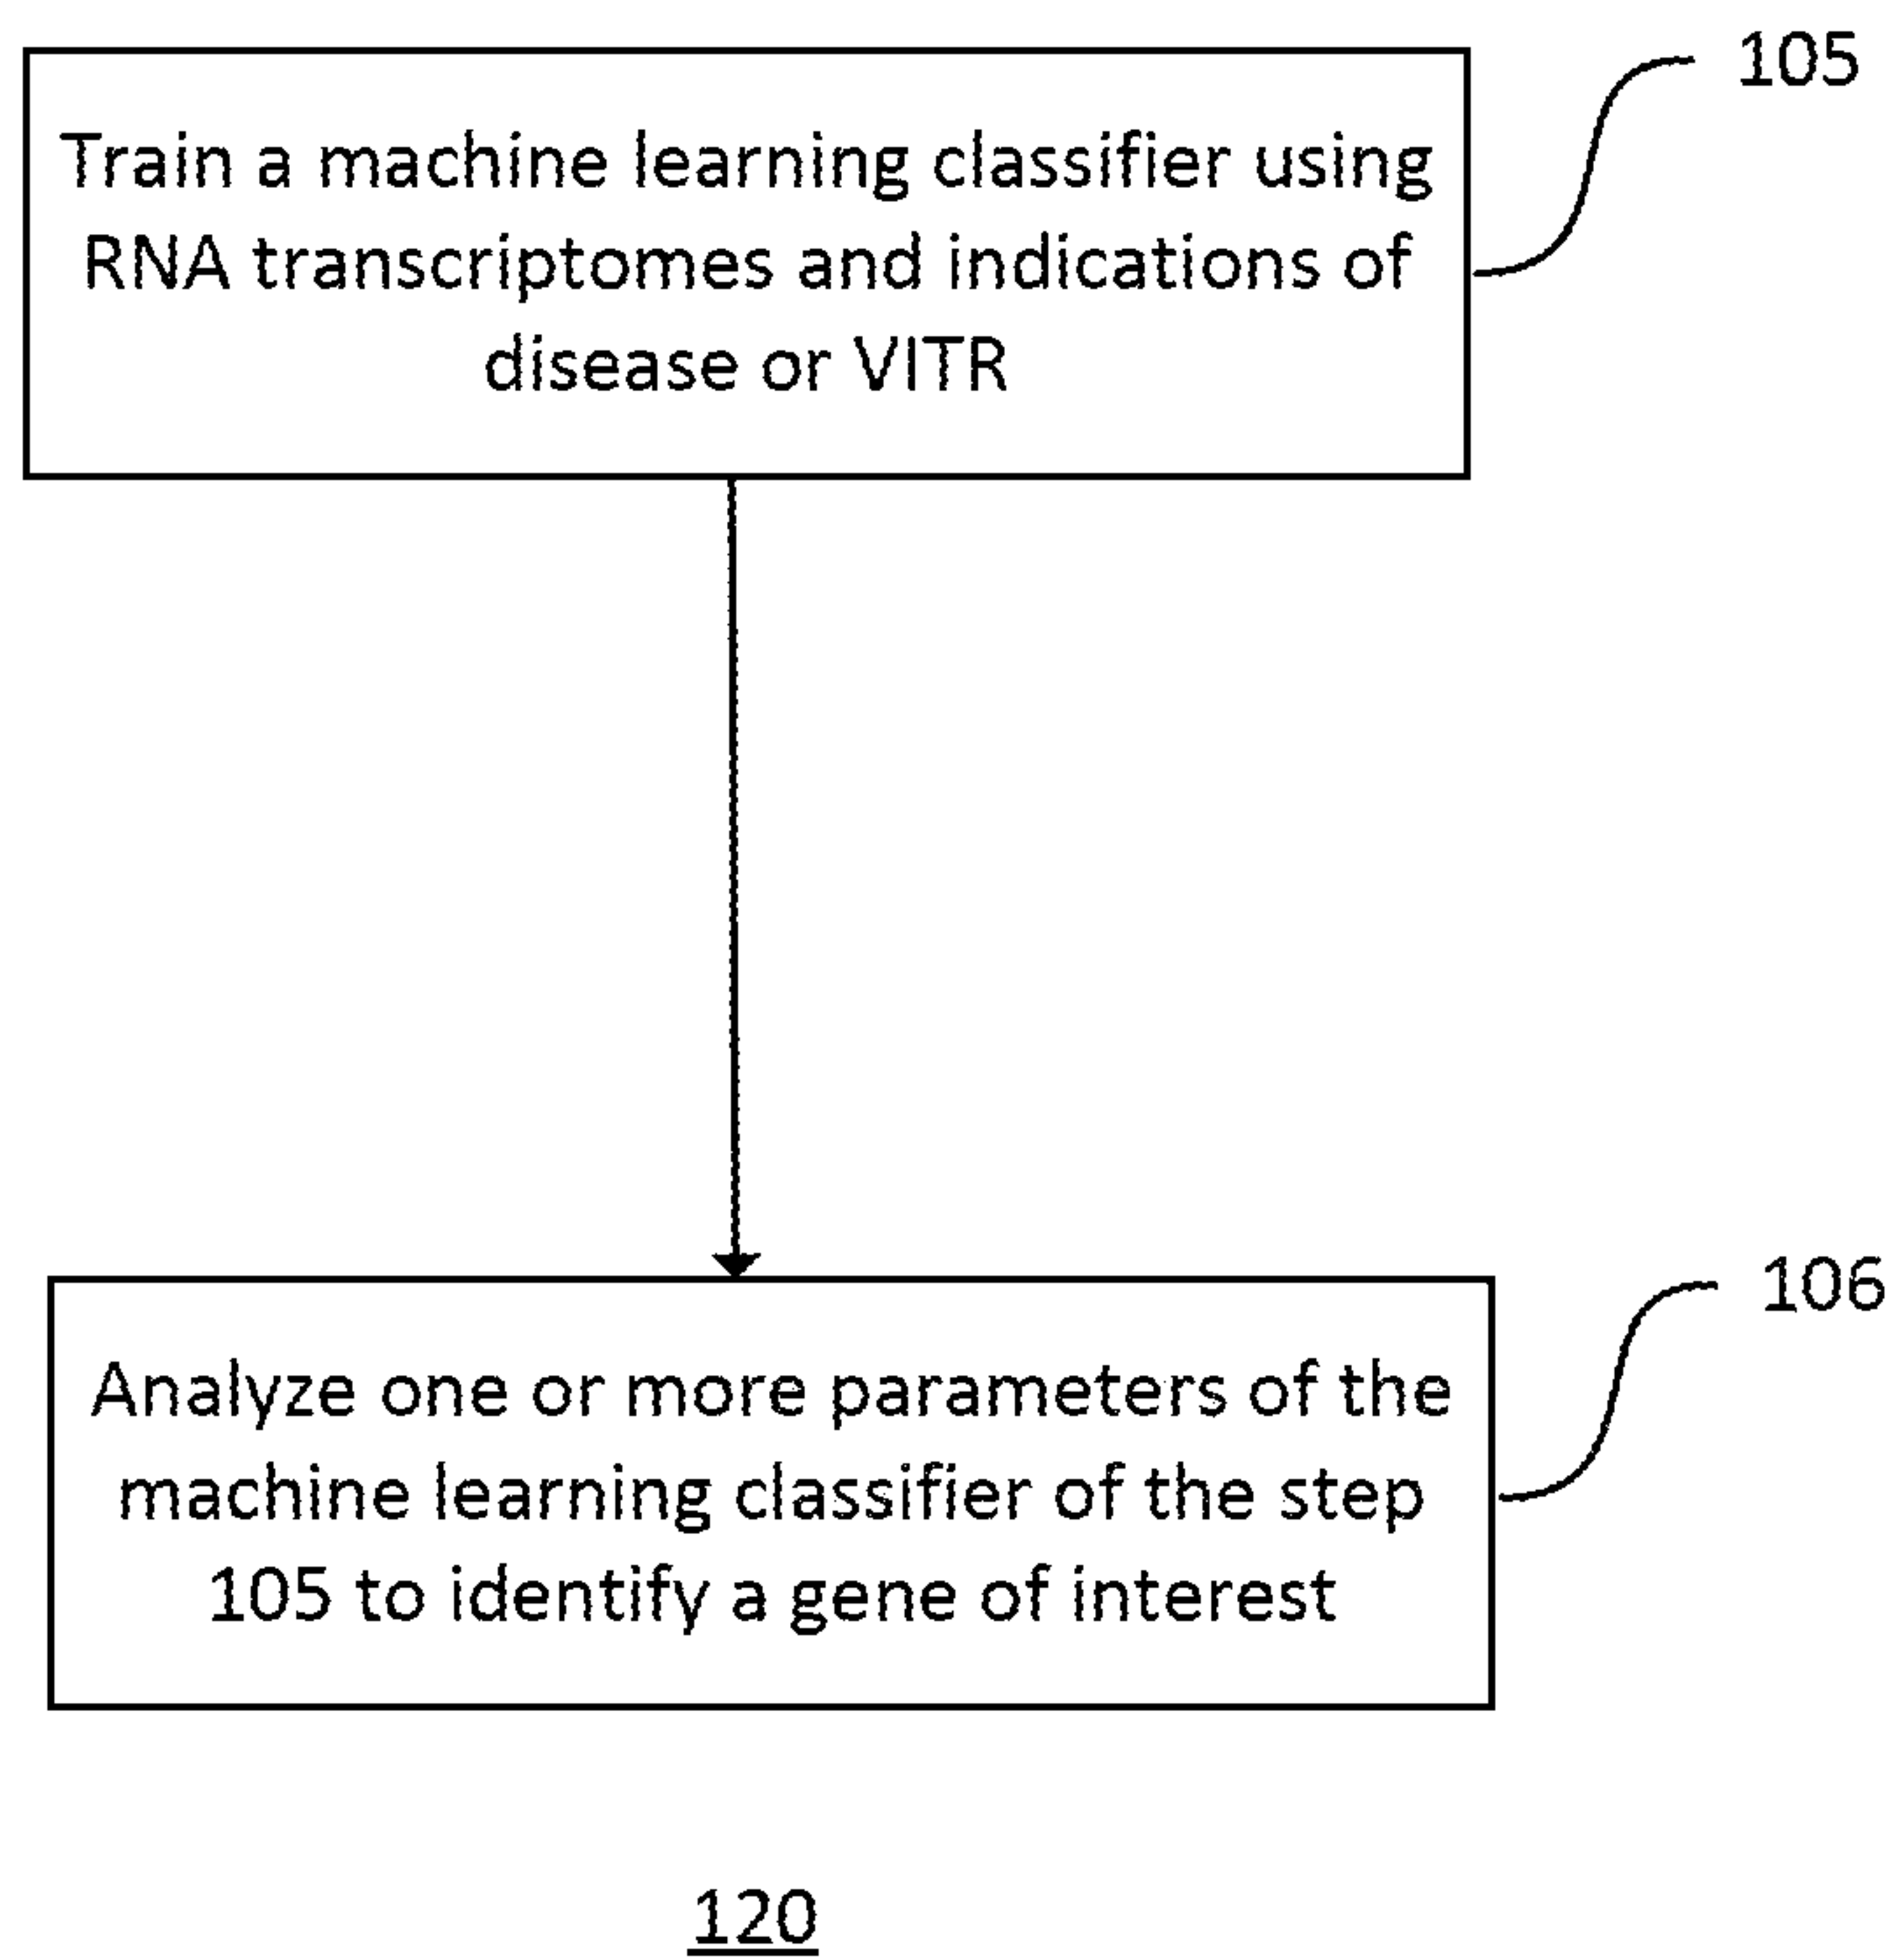 105
Train a machine learning classifier using
RNA transcriptomes and indications of
disease or VITR
106
Analyze one or more parameters of the
machine learning classifier of the step
105 to identify a gene of interest
120